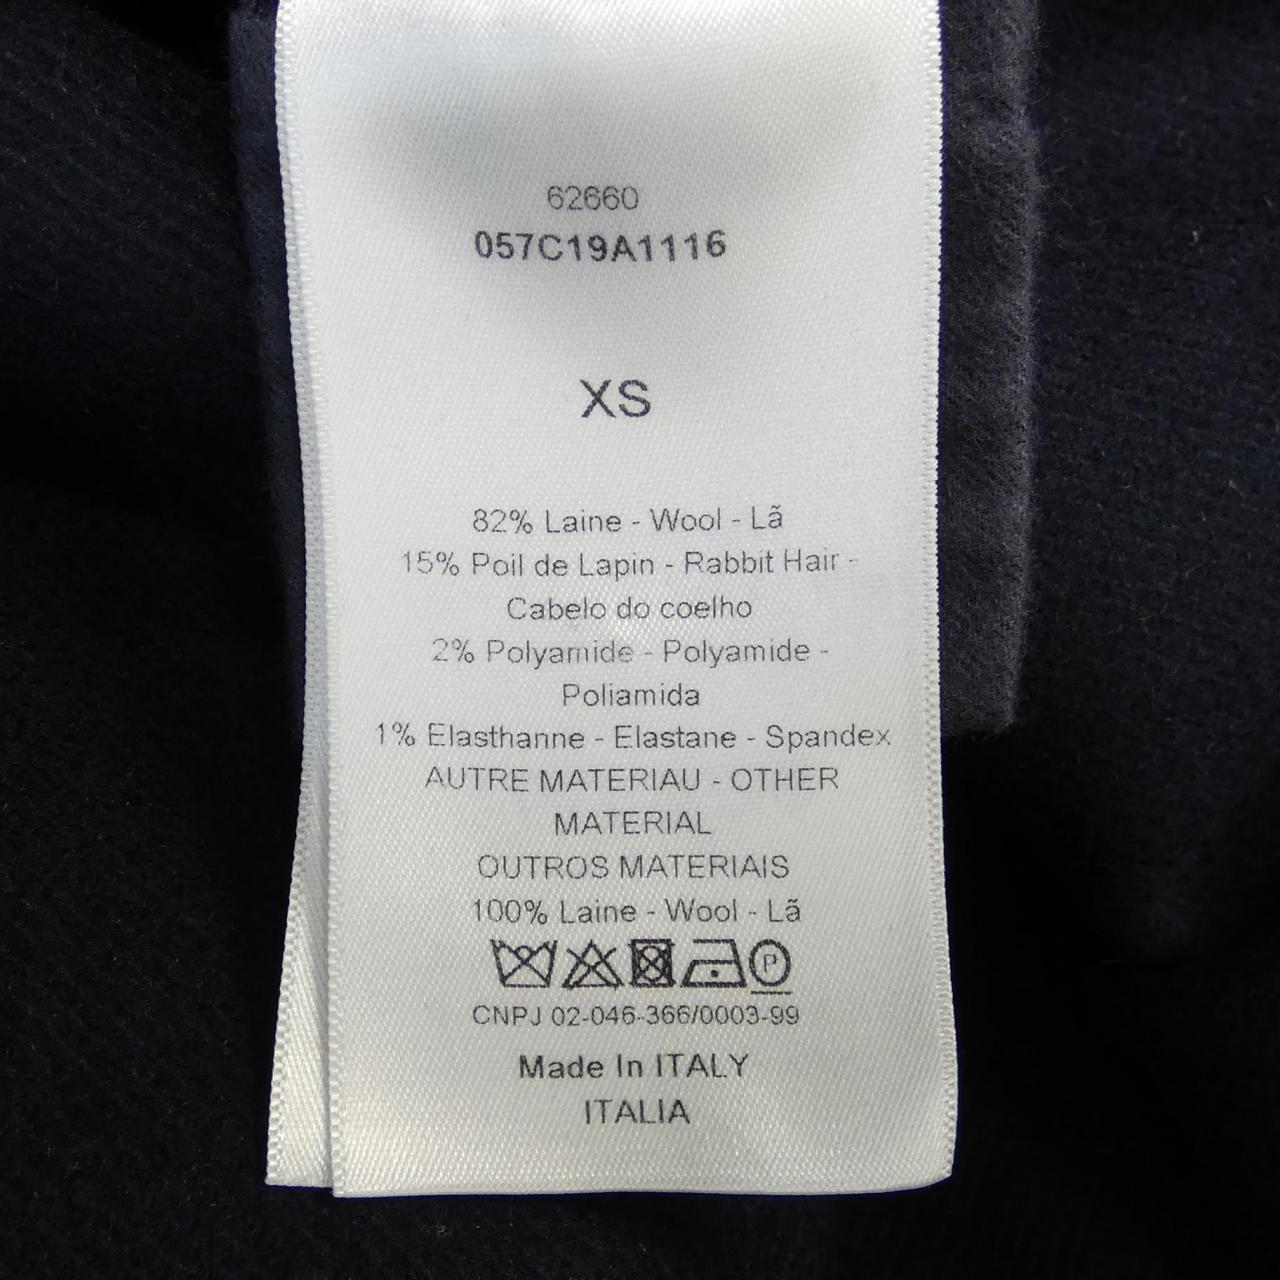 62660
057C19A1116
XS
82% Laine - Wool - Lã
15% Poil de Lapin - Rabbit Hair -
Cabelo do coelho
2% Polyamide - Polyamide -
Poliamida
1% Elasthanne - Elastane - Spandex
AUTRE MATERIAU - OTHER
MATERIAL
OUTROS MATERIAIS
100% Laine - Wool - Lã
P
CNPJ 02-046-366/0003-99
Made In ITALY
ITALIA